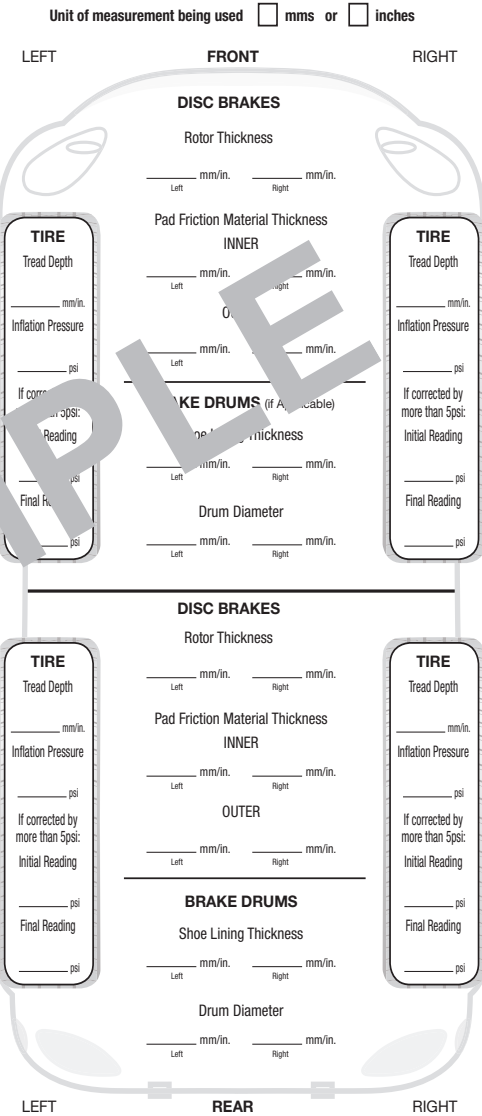 Unit of measurement being used mms or inches
LEFT FRONT RIGHT
DISC BRAKES
Rotor Thickness
mm/in. mm/in.
Left Right
Pad Friction Material Thickness
INNER
mm/in. mm/in.
Left Right
mm/in. mm/in.
Left
DRUMS (if
Thickness
mm/in. mm/in.
Left Right
Drum Diameter
mm/in. mm/in.
Left Right
TIRE
Tread Depth
mm/in.
Inflation Pressure
psi
If
5psi:
Reading
psi
Final
psi
TIRE
Tread Depth
mm/in.
Inflation Pressure
psi
If corrected by
more than 5psi:
Initial Reading
psi
Final Reading
psi
PLE
DISC BRAKES
Rotor Thickness
mm/in. mm/in.
Left Right
Pad Friction Material Thickness
INNER
mm/in. mm/in.
Left Right
OUTER
mm/in. mm/in.
Left Right
BRAKE DRUMS
Shoe Lining Thickness
mm/in. mm/in.
Left Right
Drum Diameter
mm/in. mm/in.
Left Right
TIRE
Tread Depth
mm/in.
Inflation Pressure
psi
If corrected by
more than 5psi:
Initial Reading
psi
Final Reading
psi
TIRE
Tread Depth
mm/in.
Inflation Pressure
psi
If corrected by
more than 5psi:
Initial Reading
psi
Final Reading
psi
LEFT REAR RIGHT